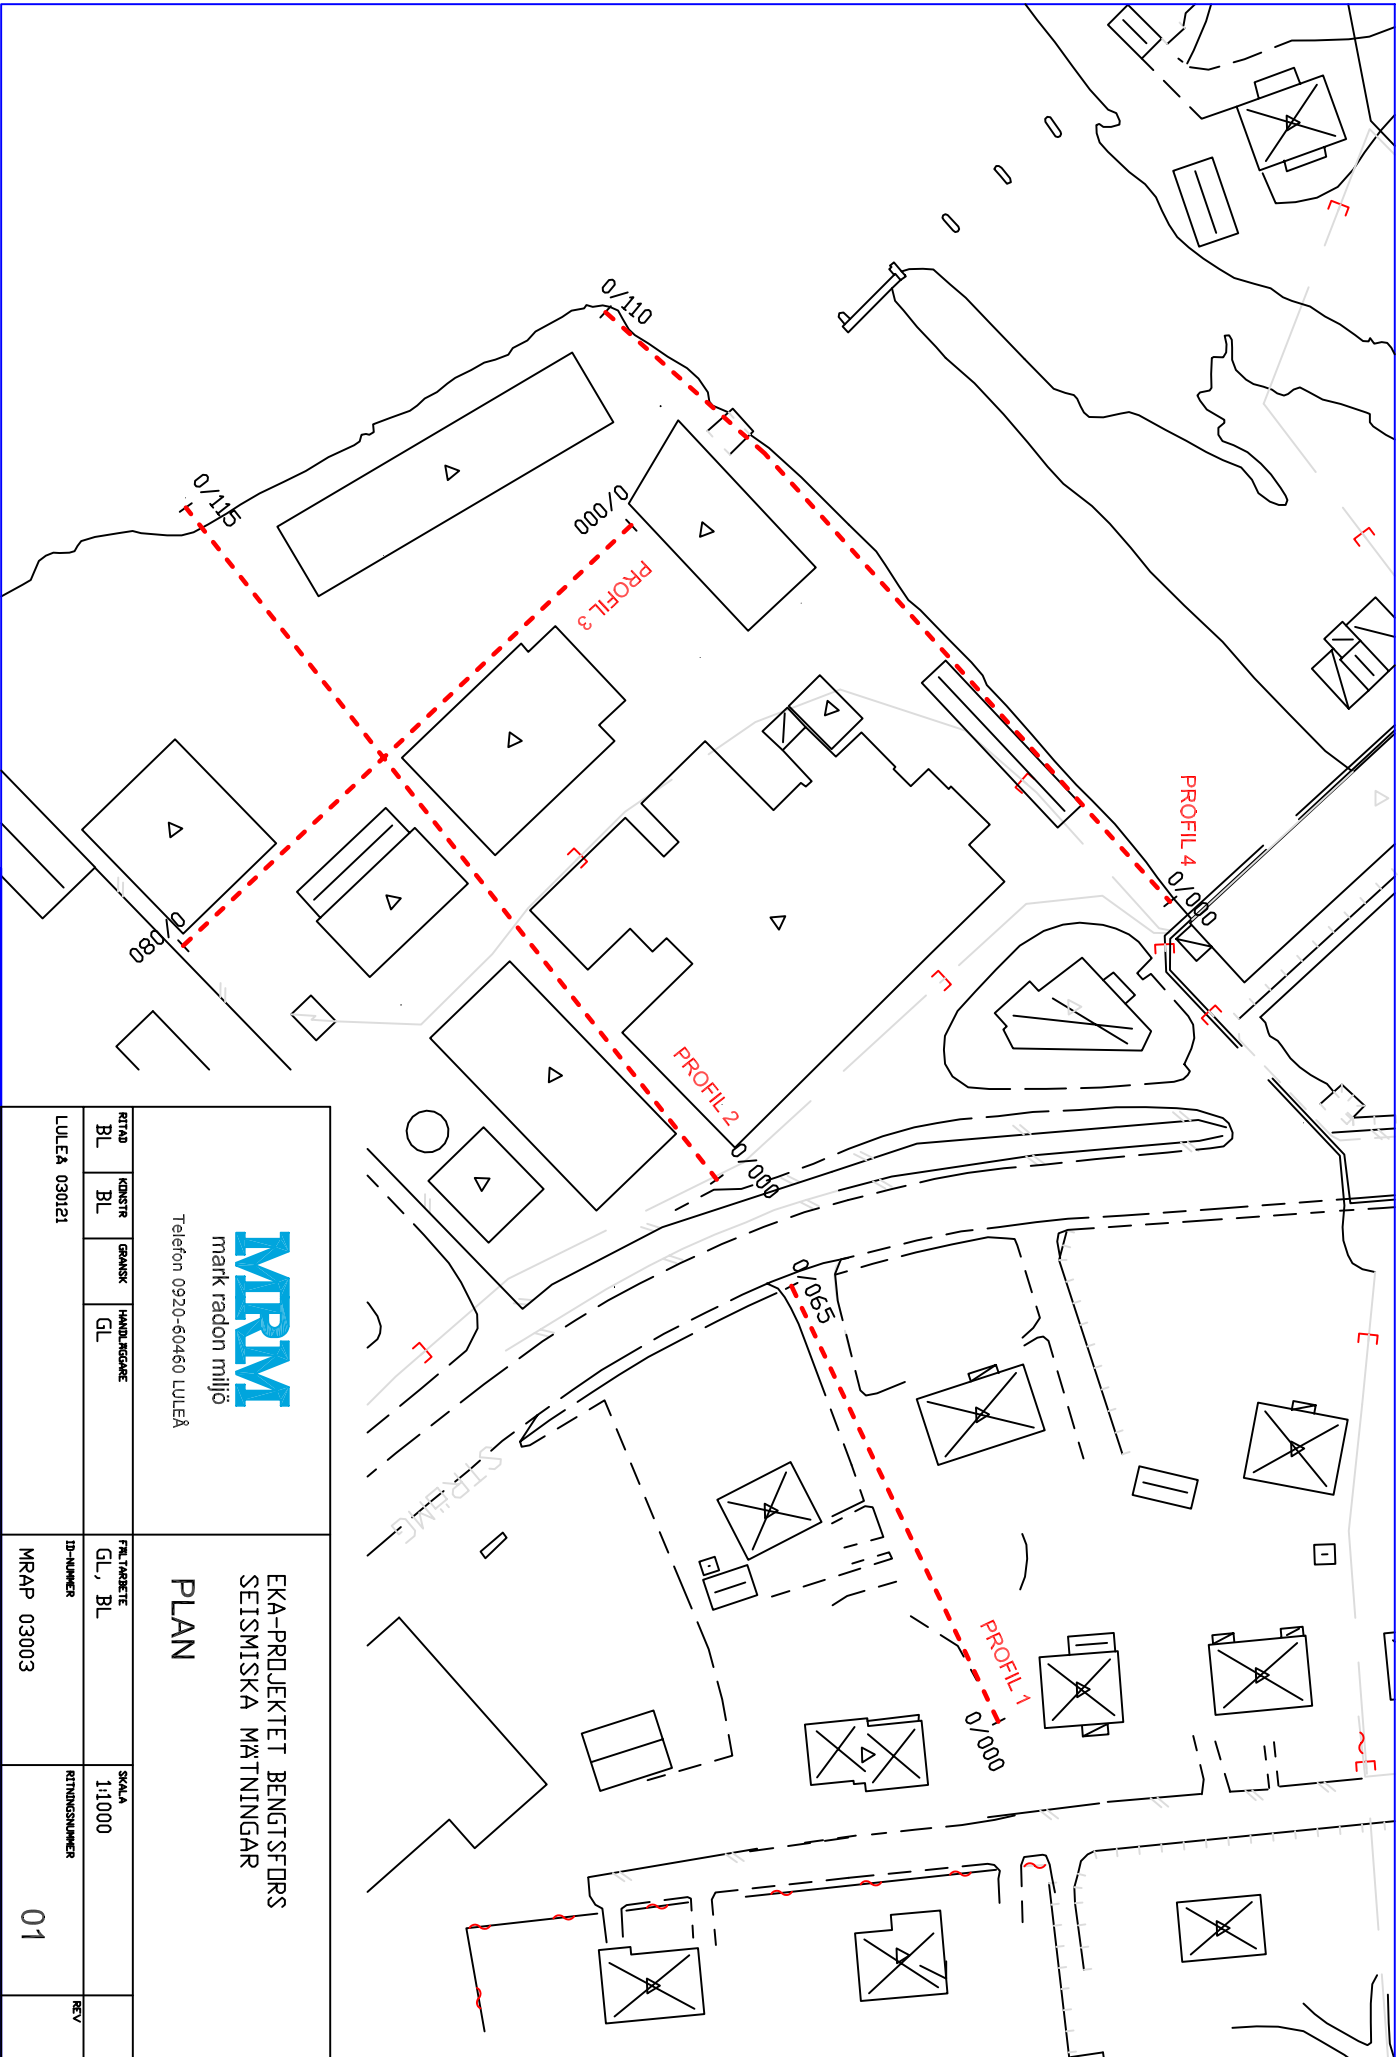 0/110
0/115
0/000
PROFIL 3
PROFIL 4
0/000
0/080
PROFIL 2
0/000
0/065
PROFIL 1
0/000
STRÖMG
MRM
mark radon miljö
Telefon 0920-60460 LULEÅ
EKA-PROJEKTET BENGTSFORS
SEISMISKA MÄTNINGAR
PLAN
RITAD
BL
KONSTR
BL
GRANSK
HANDLÄGGARE
GL
FÄLTARBETE
GL, BL
SKALA
1:1000
LULEÅ 030121
ID-NUMMER
MRAP 03003
RITNINGSNUMMER
01
REV